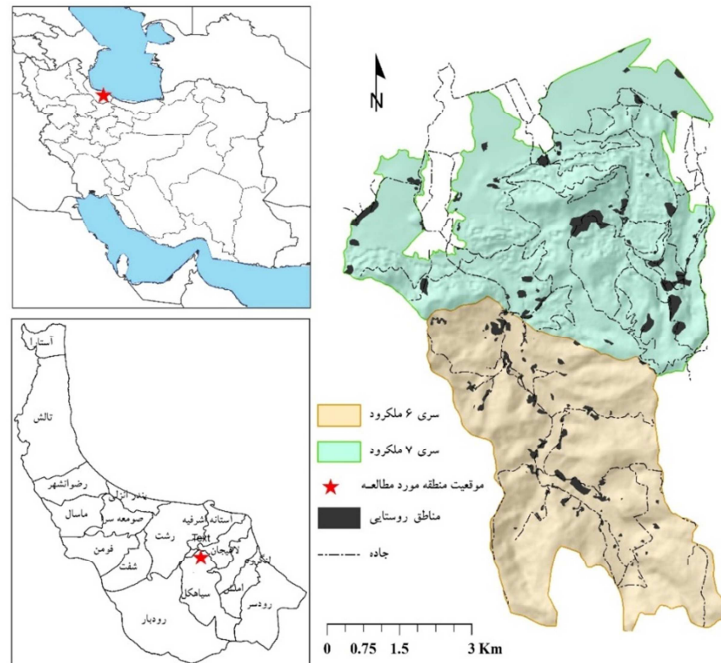 N
آستارا
تالش
رضوانشهر
بندر انزلی
ماسال
صومعه سرا
آستانه اشرفیه
رشت
Text
لاهیجان
لنگرود
فومن
شفت
سیاهکل
املش
رودسر
رودبار
سری ۶ ملکرود
سری ۷ ملکرود
موقعیت منطقه مورد مطالعه
مناطق روستایی
جاده
0 0.75 1.5 3 Km